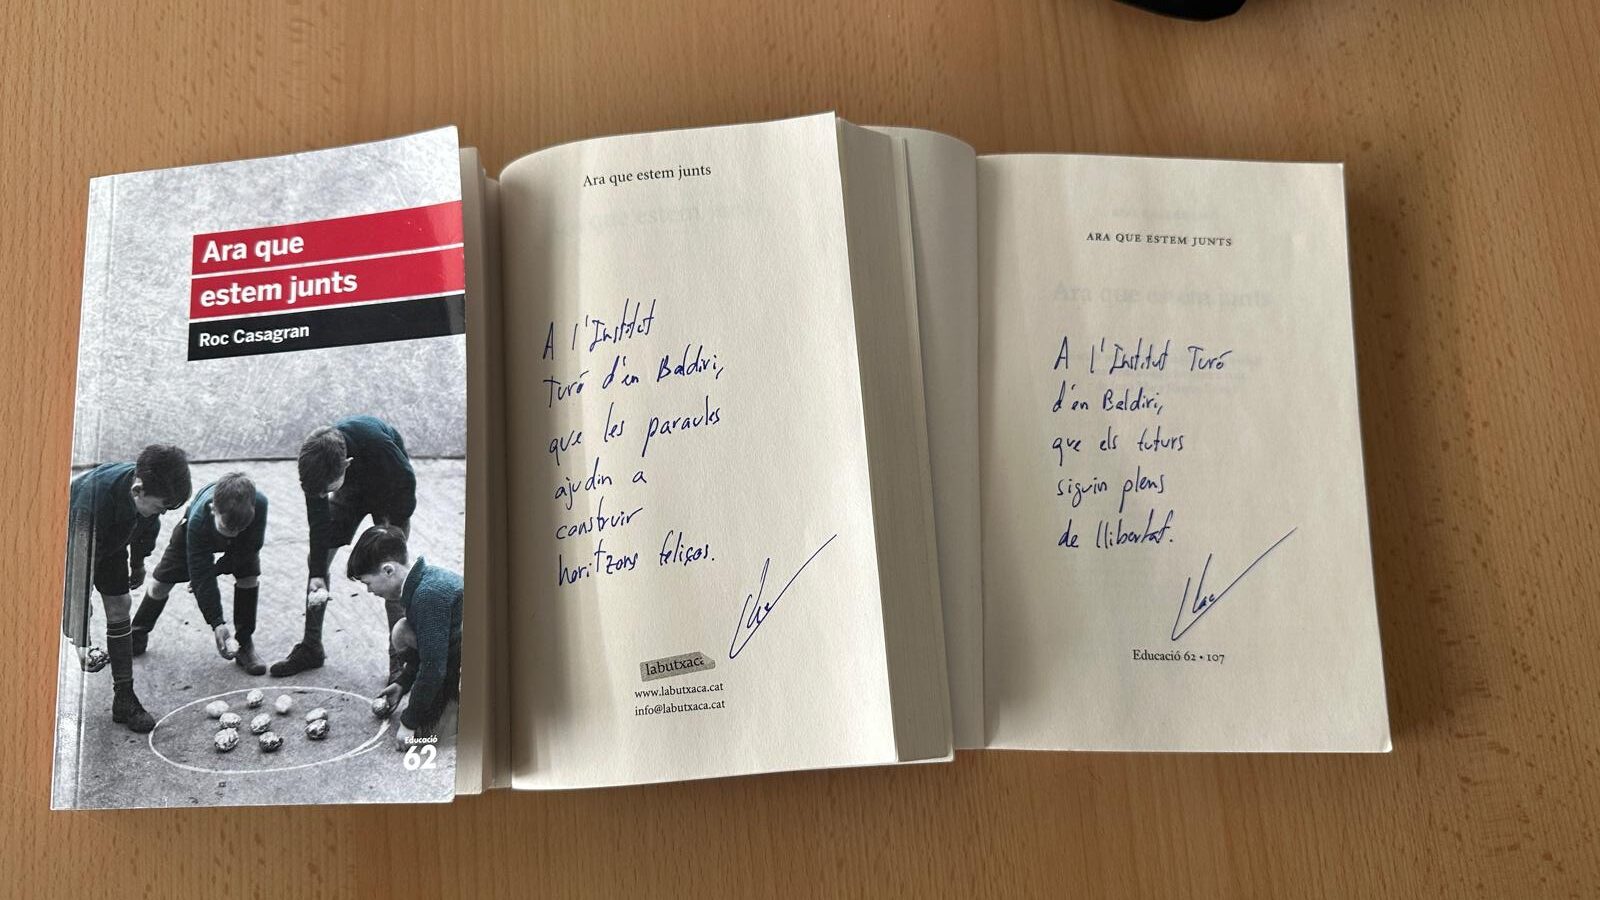 Ara que
estem junts
Roc Casagran
Educació
62
Ara que estem junts
A l'Institut
Turó d'en Baldiri,
que les paraules
ajudin a
construir
horitzons feliços.
labutxaca
www.labutxaca.cat
info@labutxaca.cat
ARA QUE ESTEM JUNTS
A l'Institut Turó
d'en Baldiri,
que els futurs
siguin plens
de llibertat.
Educació 62 • 107